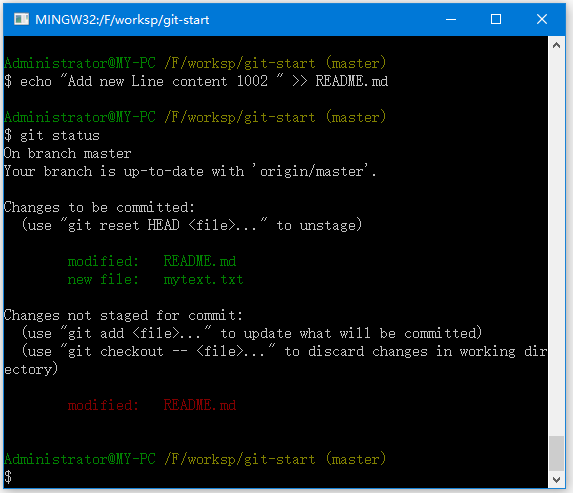 MINGW32:/F/worksp/git-start
Administrator@MY-PC /F/worksp/git-start (master)
$ echo "Add new Line content 1002 " >> README.md
Administrator@MY-PC /F/worksp/git-start (master)
$ git status
On branch master
Your branch is up-to-date with 'origin/master'.
Changes to be committed:
  (use "git reset HEAD <file>..." to unstage)
        modified:   README.md
        new file:   mytext.txt
Changes not staged for commit:
  (use "git add <file>..." to update what will be committed)
  (use "git checkout -- <file>..." to discard changes in working dir
ectory)
        modified:   README.md
Administrator@MY-PC /F/worksp/git-start (master)
$